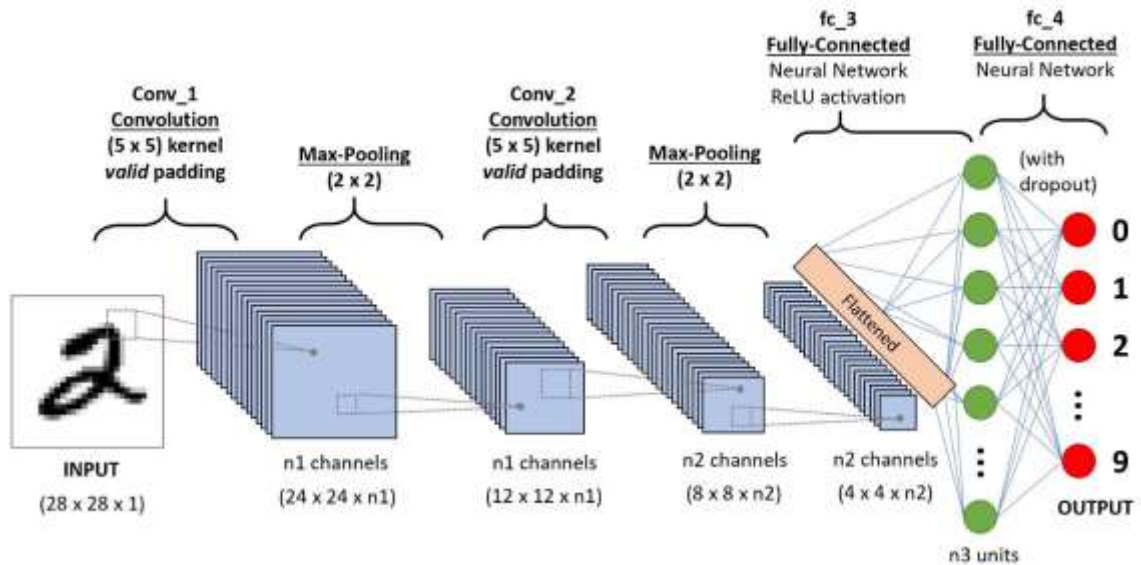 fc_3
Fully-Connected
Neural Network
ReLU activation
fc_4
Fully-Connected
Neural Network
Conv_1
Convolution
(5 x 5) kernel
valid padding
Max-Pooling
(2 x 2)
Conv_2
Convolution
(5 x 5) kernel
valid padding
Max-Pooling
(2 x 2)
(with
dropout)
Flattened
0
1
2
9
INPUT
(28 x 28 x 1)
n1 channels
(24 x 24 x n1)
n1 channels
(12 x 12 x n1)
n2 channels
(8 x 8 x n2)
n2 channels
(4 x 4 x n2)
OUTPUT
n3 units
2